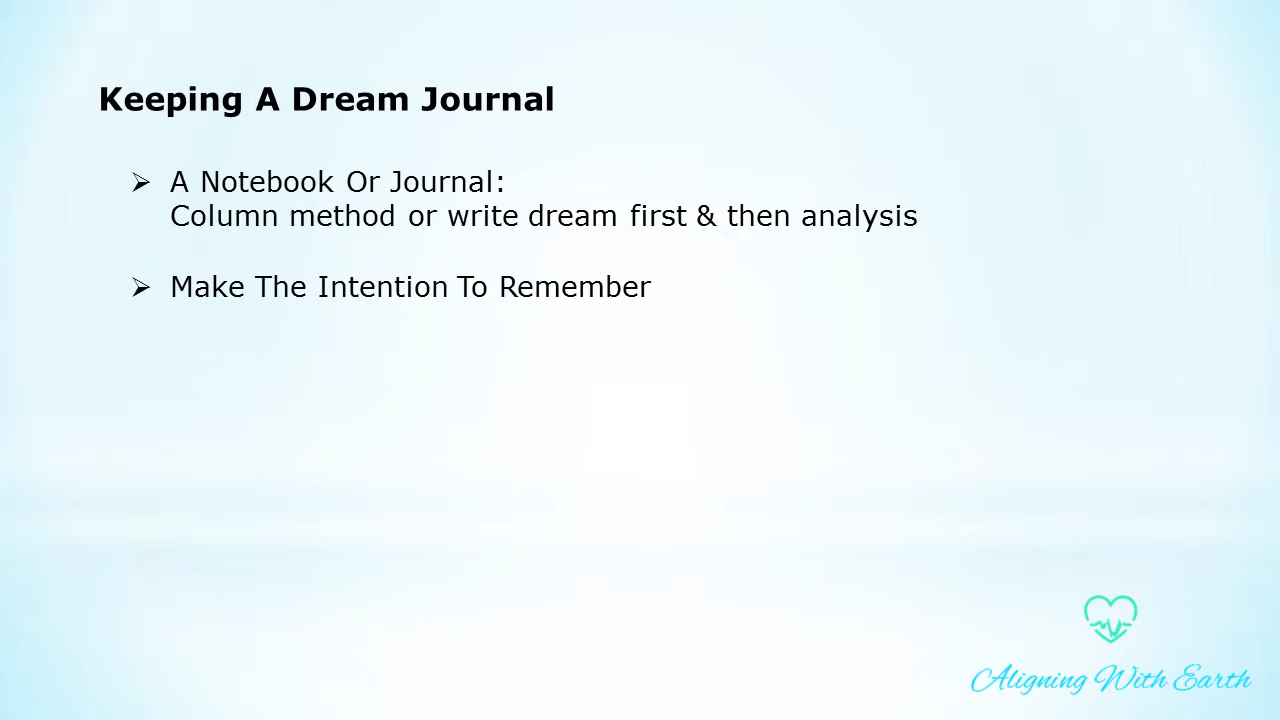 Keeping A Dream Journal
➢ A Notebook Or Journal:
Column method or write dream first & then analysis
➢ Make The Intention To Remember
Aligning With Earth